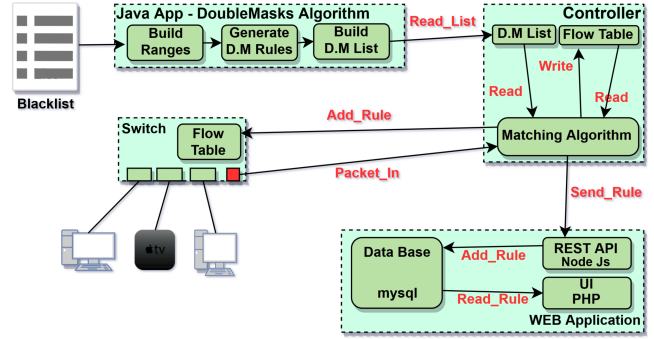 Java App - DoubleMasks Algorithm
Build
Ranges
Generate
D.M Rules
Build
D.M List
Read_List
Controller
D.M List
Flow Table
Write
Read
Read
Matching Algorithm
Blacklist
Add_Rule
Switch
Flow
Table
Packet_In
Send_Rule
tv
Data Base
mysql
Add_Rule
REST API
Node Js
Read_Rule
UI
PHP
WEB Application